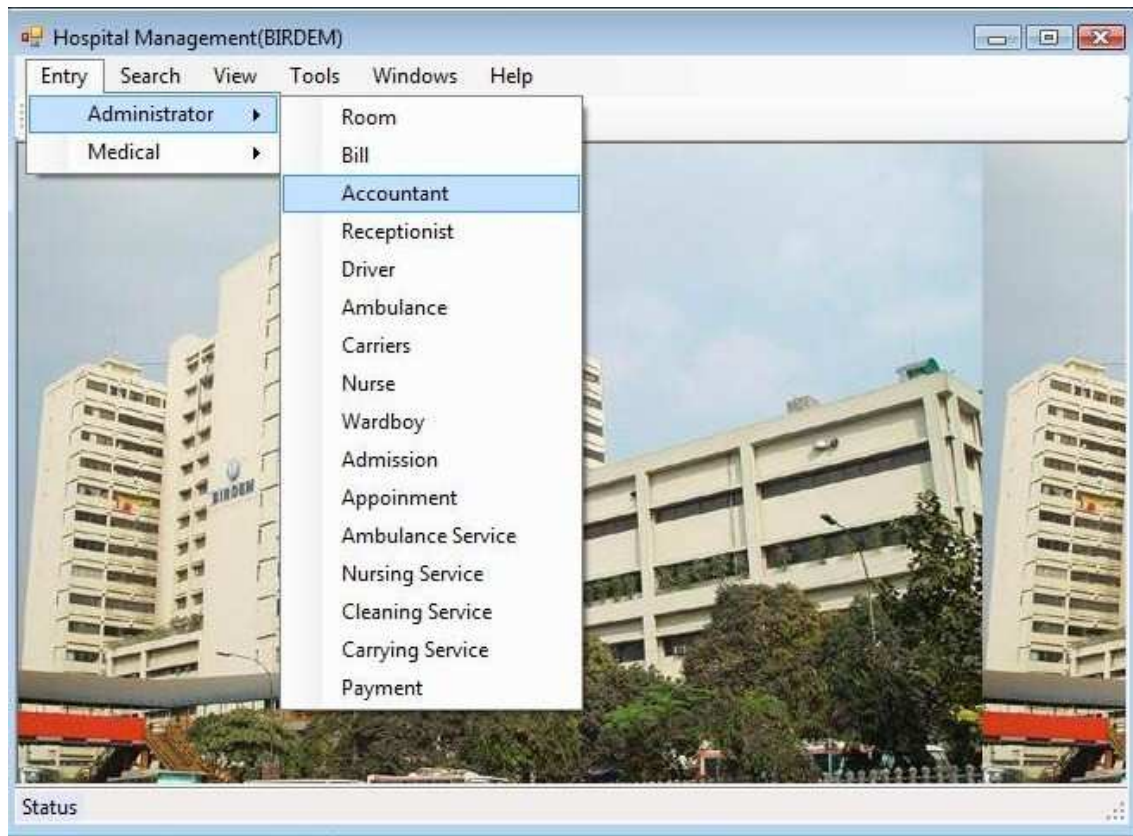 Hospital Management(BIRDEM)
Entry Search View Tools Windows Help
Administrator
Medical
Room
Bill
Accountant
Receptionist
Driver
Ambulance
Carriers
Nurse
Wardboy
Admission
Appoinment
Ambulance Service
Nursing Service
Cleaning Service
Carrying Service
Payment
BIRDEM
Status